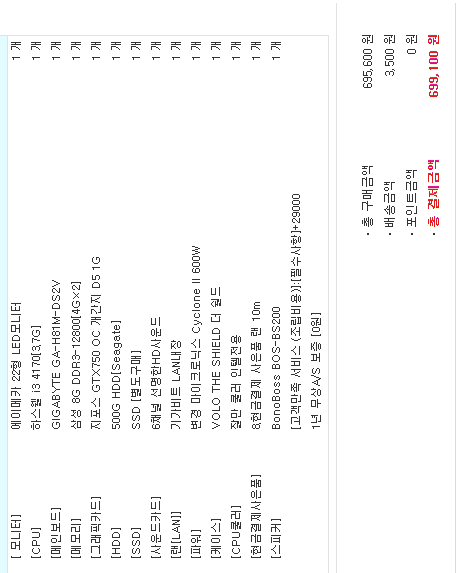 [ 모니터] 에이메카 22형 LED모니터 1 개
[CPU] 하스웰 i3 4170[3,7G] 1 개
[메인보드] GIGABYTE GA-H81M-DS2V 1 개
[메모리] 삼성 8G DDR3-12800[4G×2] 1 개
[그래픽카드] 지포스 GTX750 OC 개간지 D5 1G 1 개
[HDD] 500G HDD[Seagate] 1 개
[SSD] SSD [별도구매] 1 개
[사운드카드] 6채널 선명한HD사운드 1 개
[랜[LAN]] 기가비트 LAN내장 1 개
[파워] 변경 마이크로닉스 Cyclone II 600W 1 개
[케이스] VOLO THE SHIELD 더 쉴드 1 개
[CPU쿨러] 잘만 쿨러 인텔전용 1 개
[현금결제사은품] 8.현금결제 사은품 랜 10m 1 개
[스피커] BonoBoss BOS-BS200 1 개
[고객만족 서비스 (조립비용)]:[필수사항]+29000
1년 무상A/S 보증 [0원]
· 총 구매금액 695,600 원
· 배송금액 3,500 원
· 포인트금액 0 원
· 총 결제금액 699,100 원